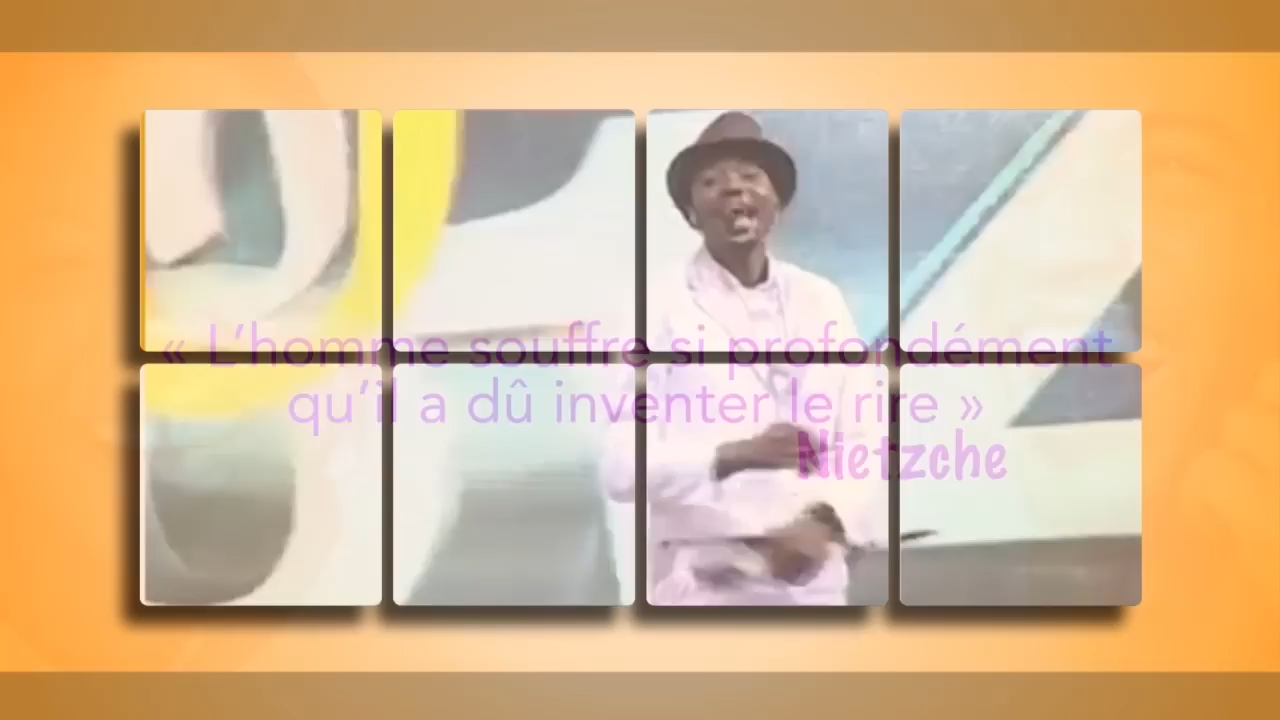 « L’homme souffre si profondément
qu’il a dû inventer le rire »
Nietzche